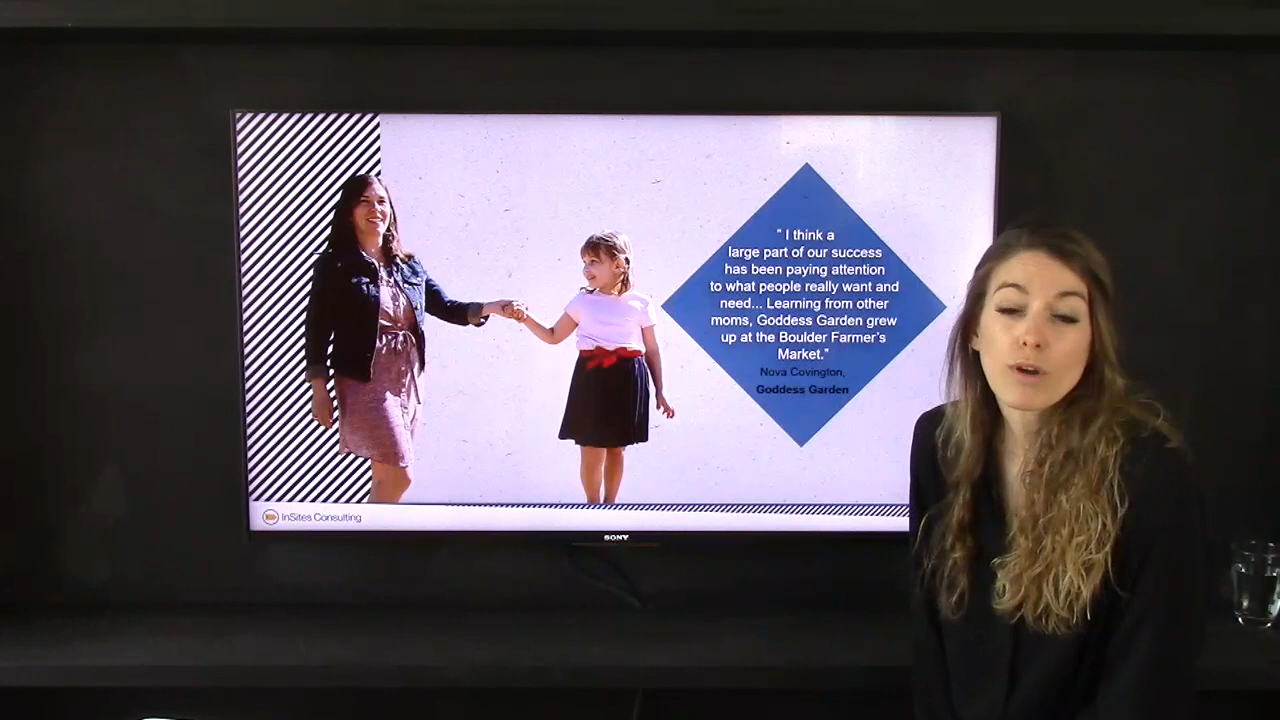 " I think a
large part of our success
has been paying attention
to what people really want and
need... Learning from other
moms, Goddess Garden grew
up at the Boulder Farmer's
Market."
Nova Covington,
Goddess Garden
InSites Consulting
SONY